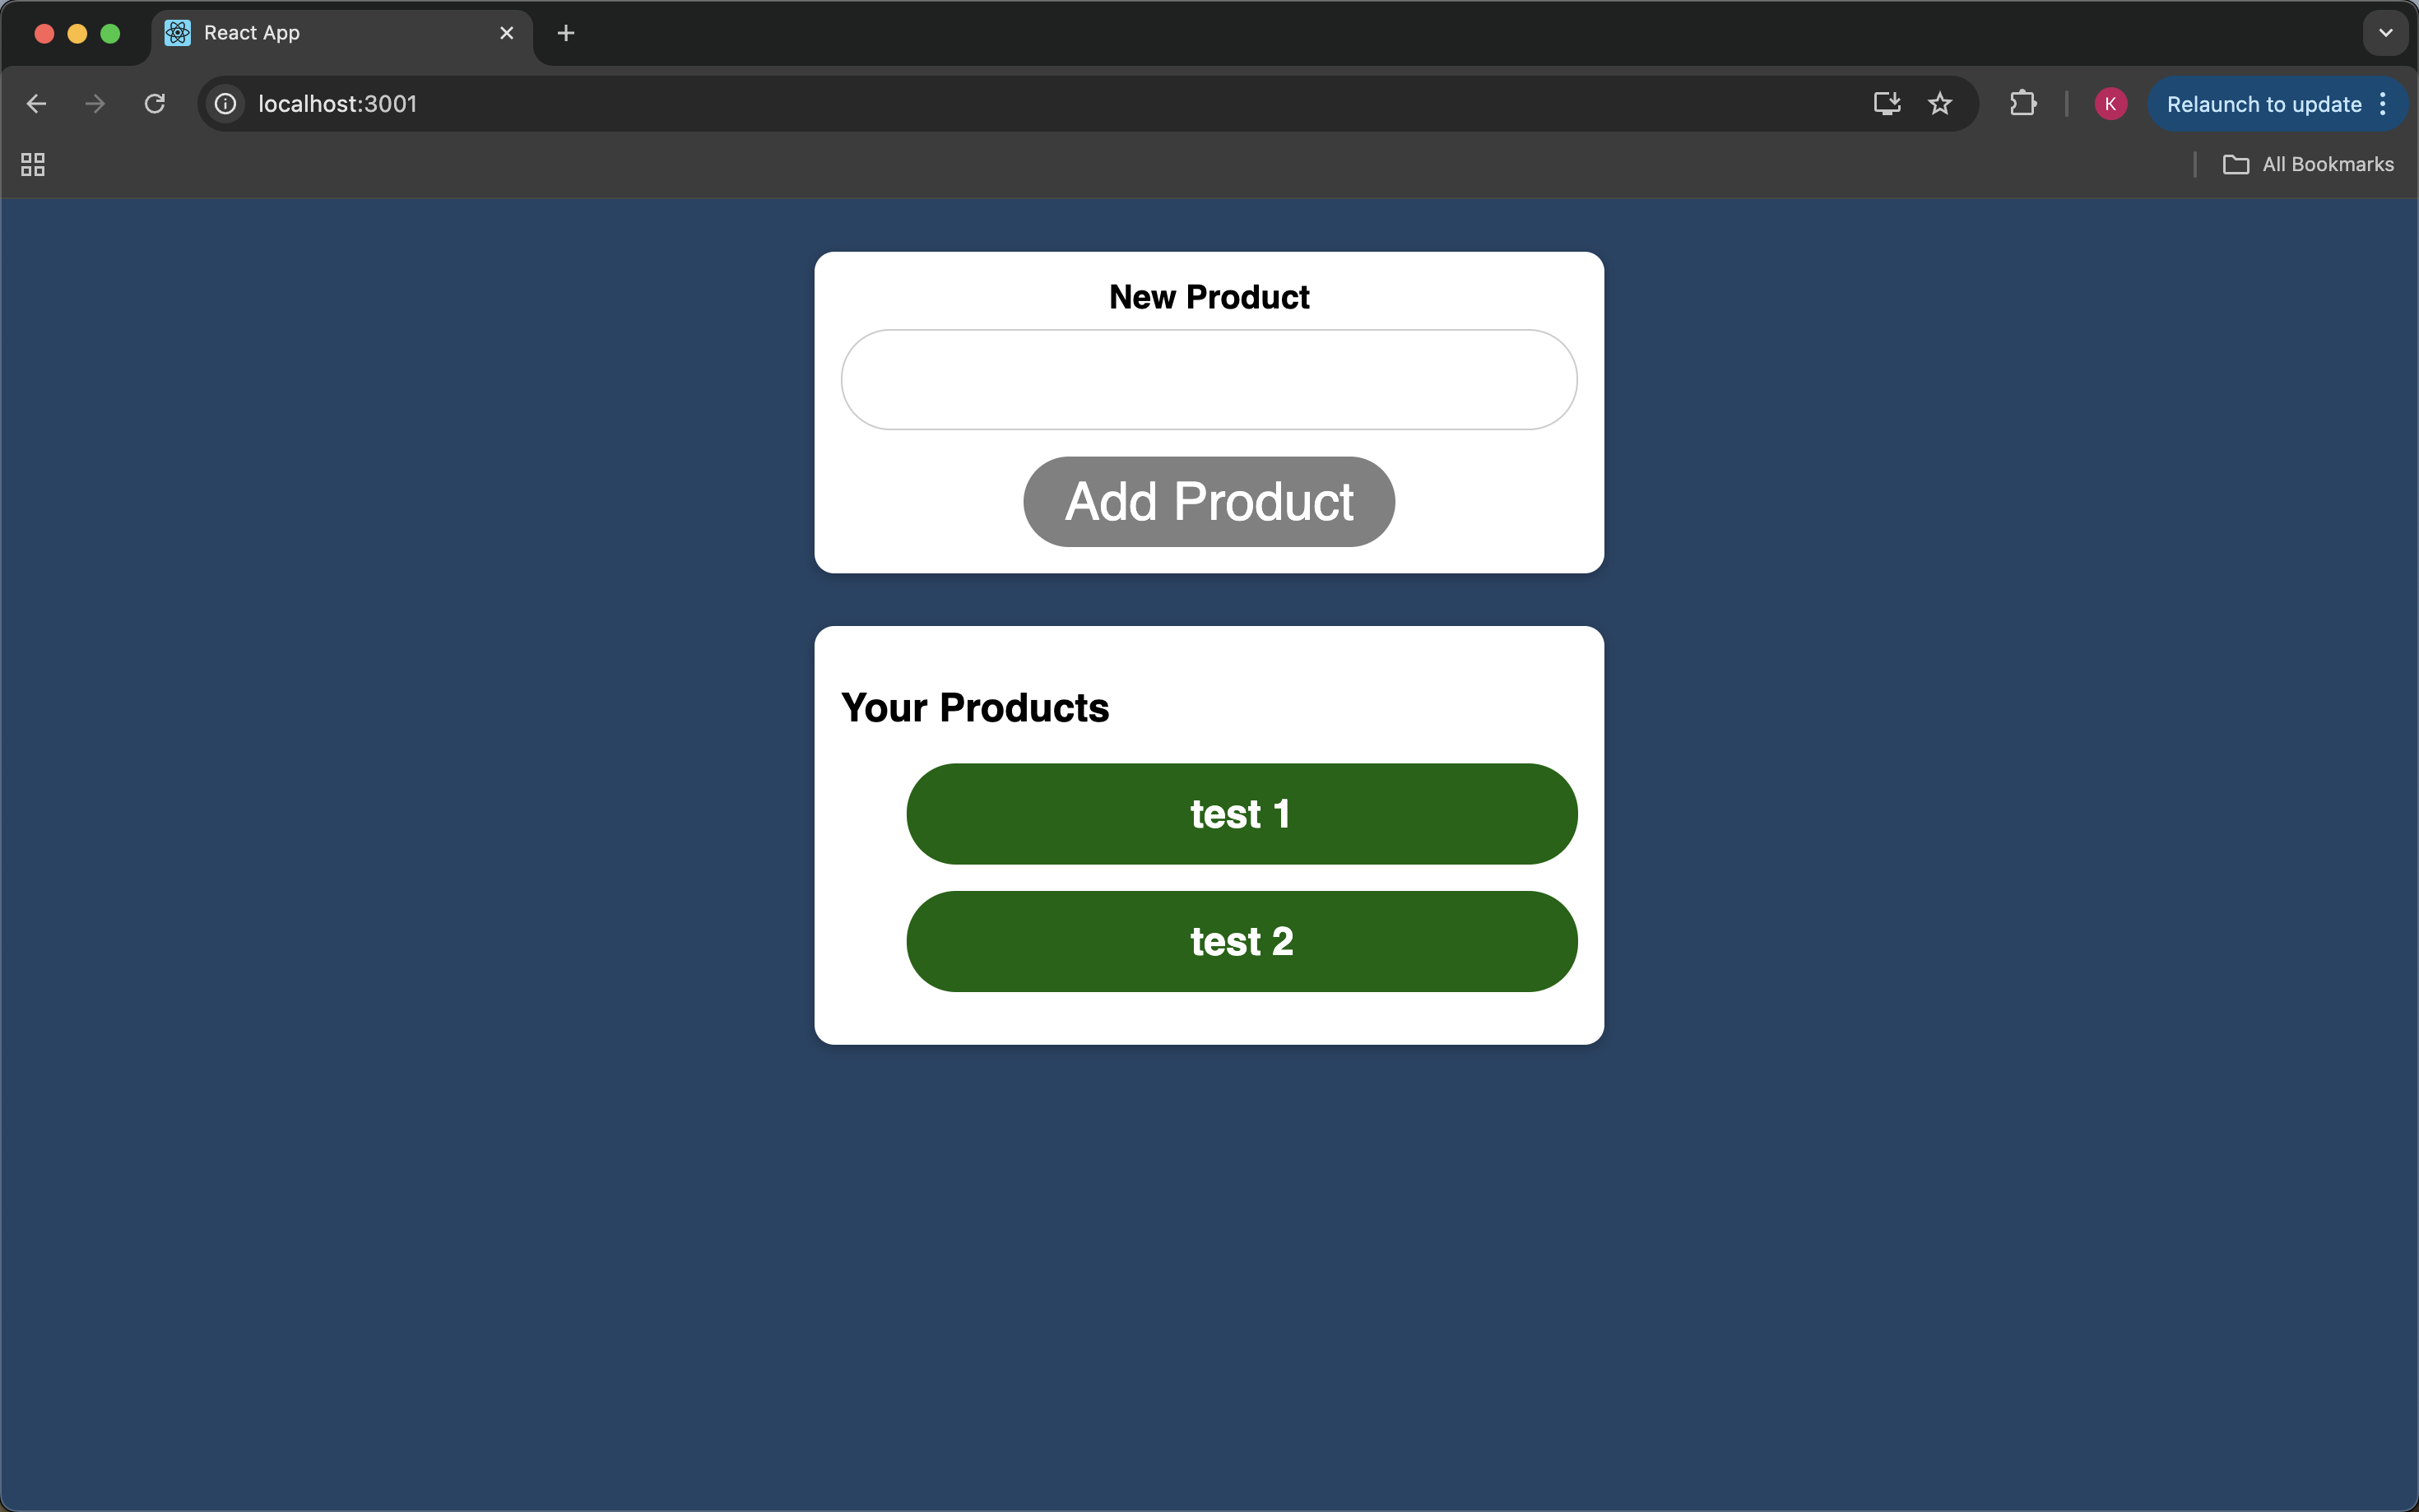 React App
localhost:3001
K
Relaunch to update
All Bookmarks
New Product
Add Product
Your Products
test 1
test 2